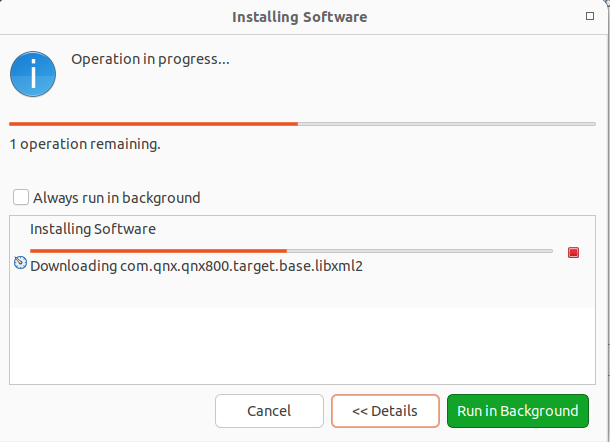 Installing Software
Operation in progress...
1 operation remaining.
Always run in background
Installing Software
Downloading com.qnx.qnx800.target.base.libxml2
Cancel
<< Details
Run in Background